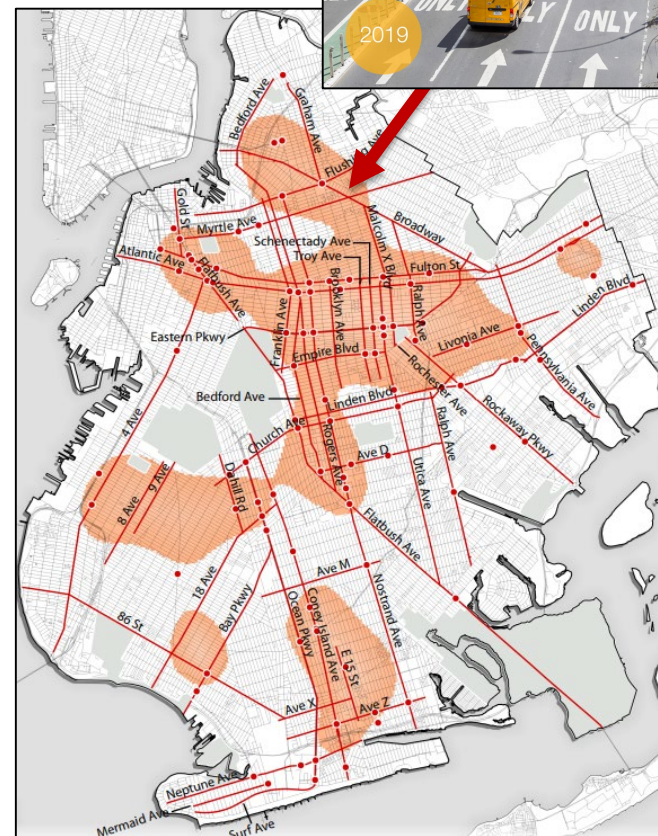 ONLY
ONLY
ONLY
2019
Bedford Ave
Graham Ave
Flushing Ave
Gold St
Myrtle Ave
Broadway
Malcolm X Blvd
Schenectady Ave
Troy Ave
Atlantic Ave
Flatbush Ave
Fulton St
Brooklyn Ave
Ralph Ave
Linden Blvd
Franklin Ave
Eastern Pkwy
Livonia Ave
Empire Blvd
Pennsylvania Ave
Rochester Ave
Bedford Ave
Linden Blvd
Rockaway Pkwy
4 Ave
Church Ave
Rogers Ave
Ralph Ave
Ave D
9 Ave
8 Ave
Dahill Rd
Utica Ave
Flatbush Ave
18 Ave
Ave M
Bay Pkwy
Nostrand Ave
86 St
Ocean Pkwy
Coney Island Ave
E 15 St
Ave X
Ave Z
Neptune Ave
Mermaid Ave
Surf Ave